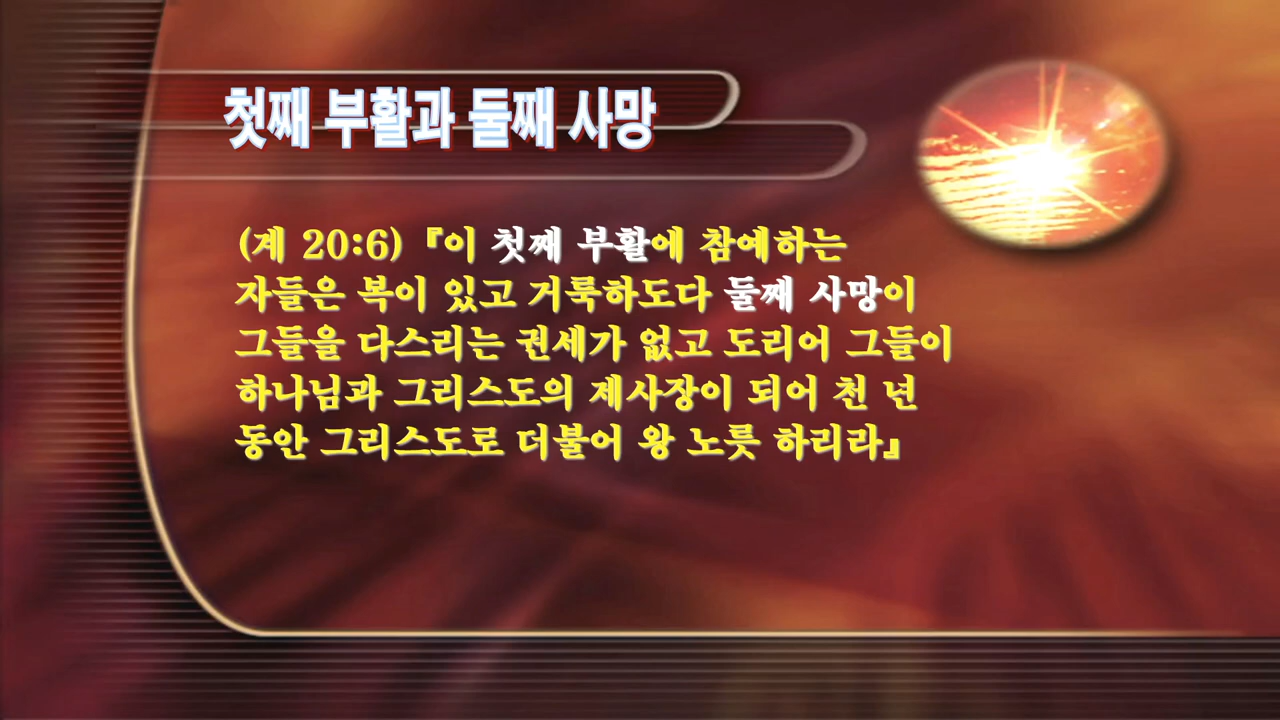 첫째 부활과 둘째 사망
(계 20:6) 『이 첫째 부활에 참예하는
자들은 복이 있고 거룩하도다 둘째 사망이
그들을 다스리는 권세가 없고 도리어 그들이
하나님과 그리스도의 제사장이 되어 천 년
동안 그리스도로 더불어 왕 노릇 하리라』